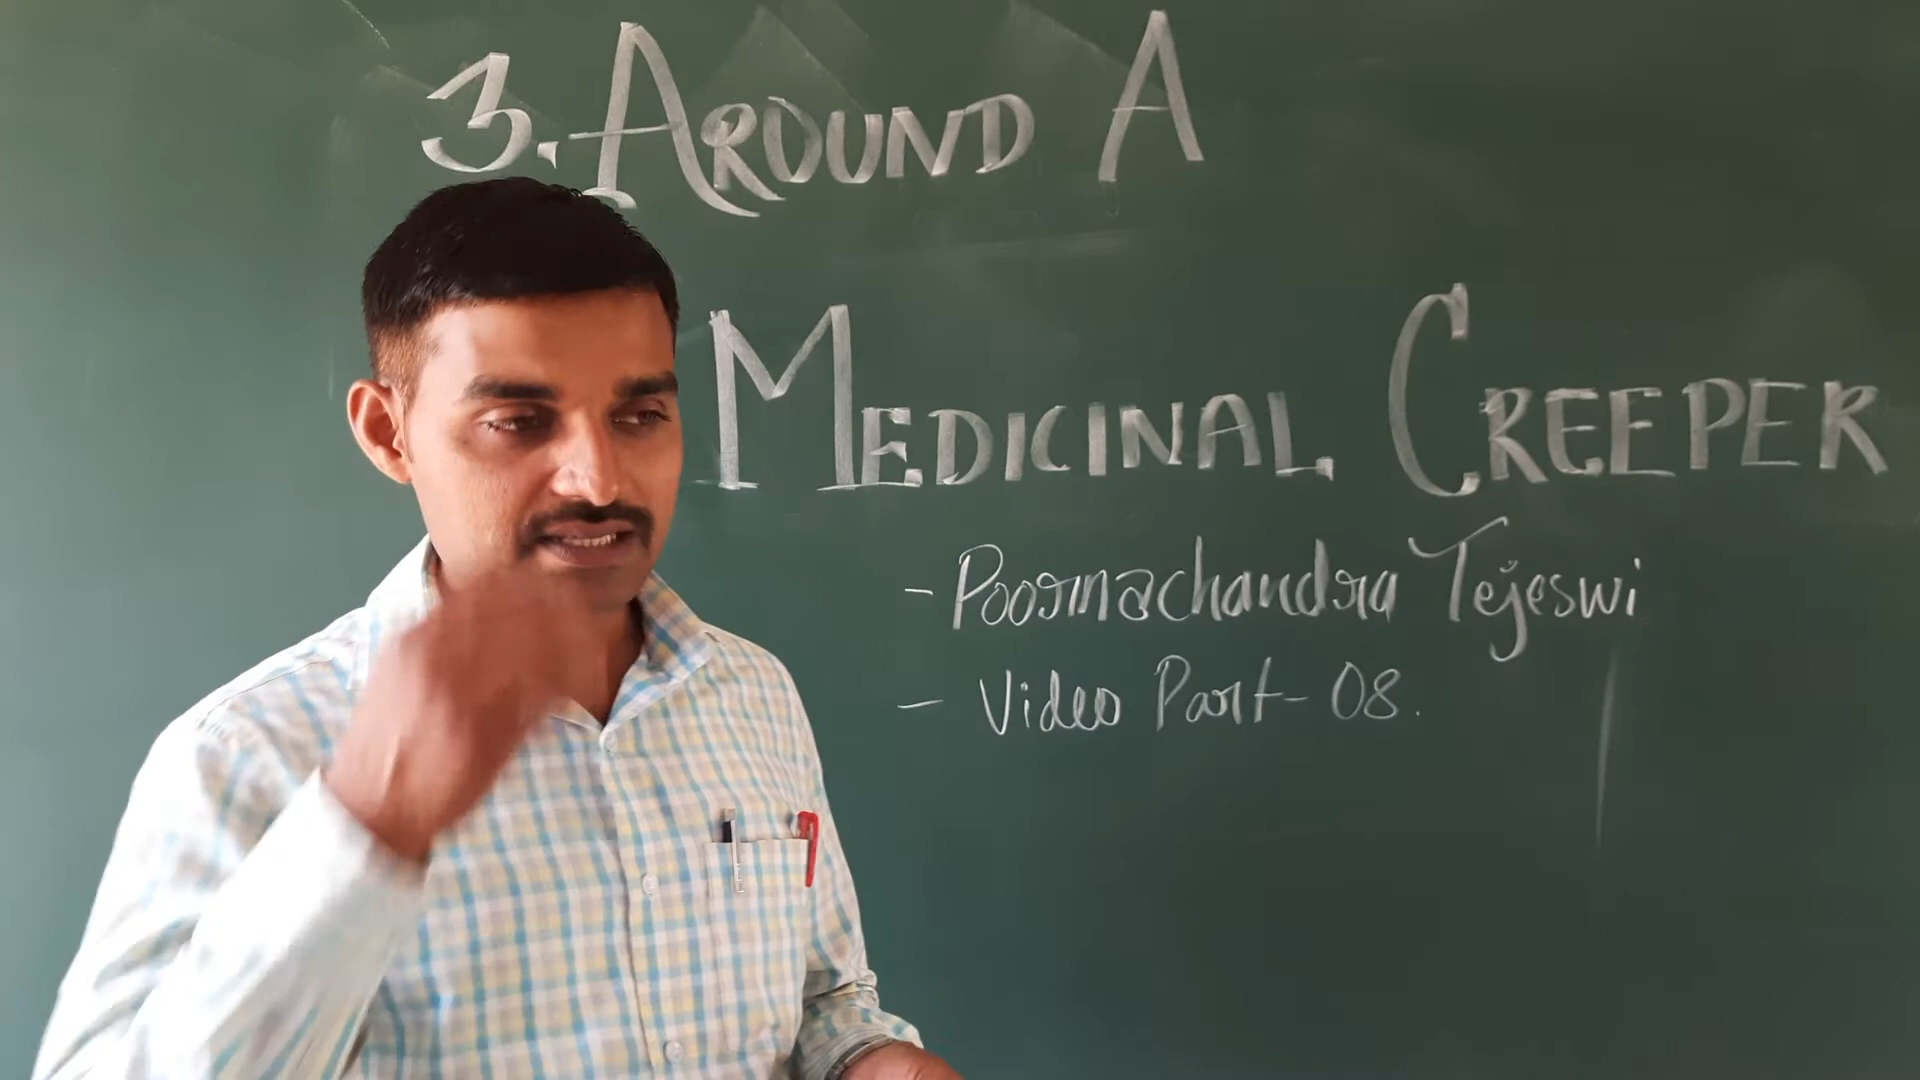 3. AROUND A
MEDICINAL CREEPER
- Poornachandra Tejeswi
- Video Part - 08.